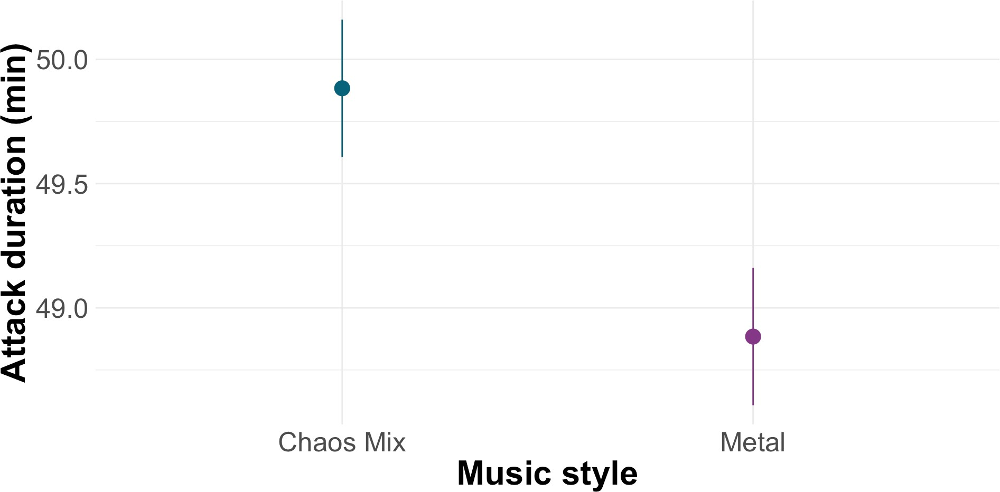 Attack duration (min)
50.0
49.5
49.0
Chaos Mix
Metal
Music style